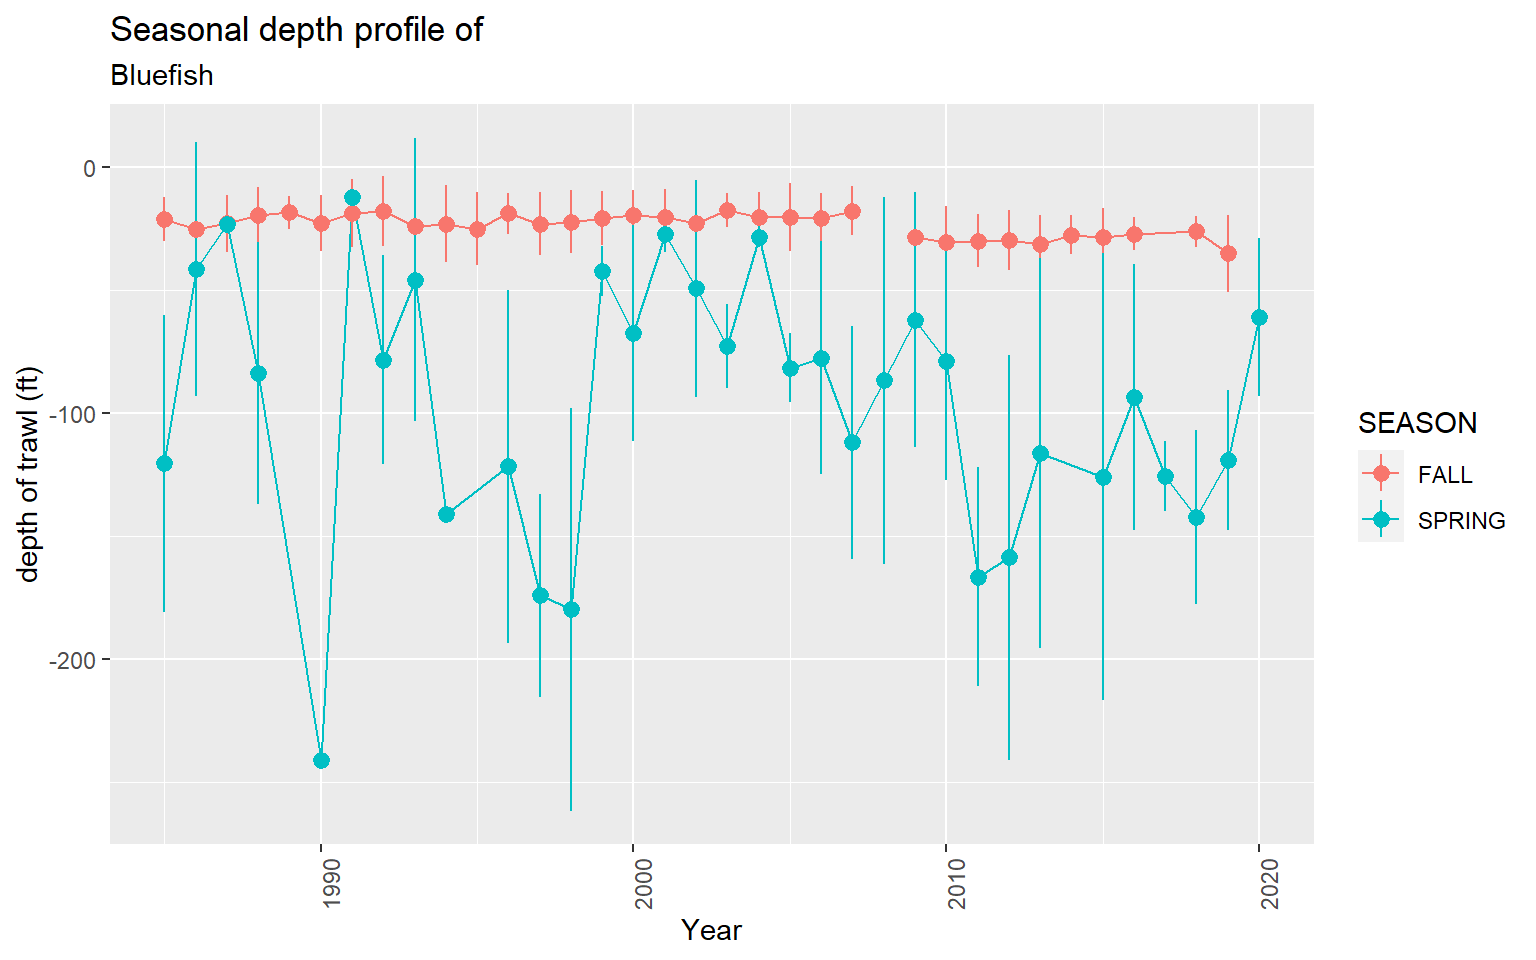 Seasonal depth profile of
Bluefish
depth of trawl (ft)
0
-100
-200
1990
2000
2010
2020
Year
SEASON
FALL
SPRING